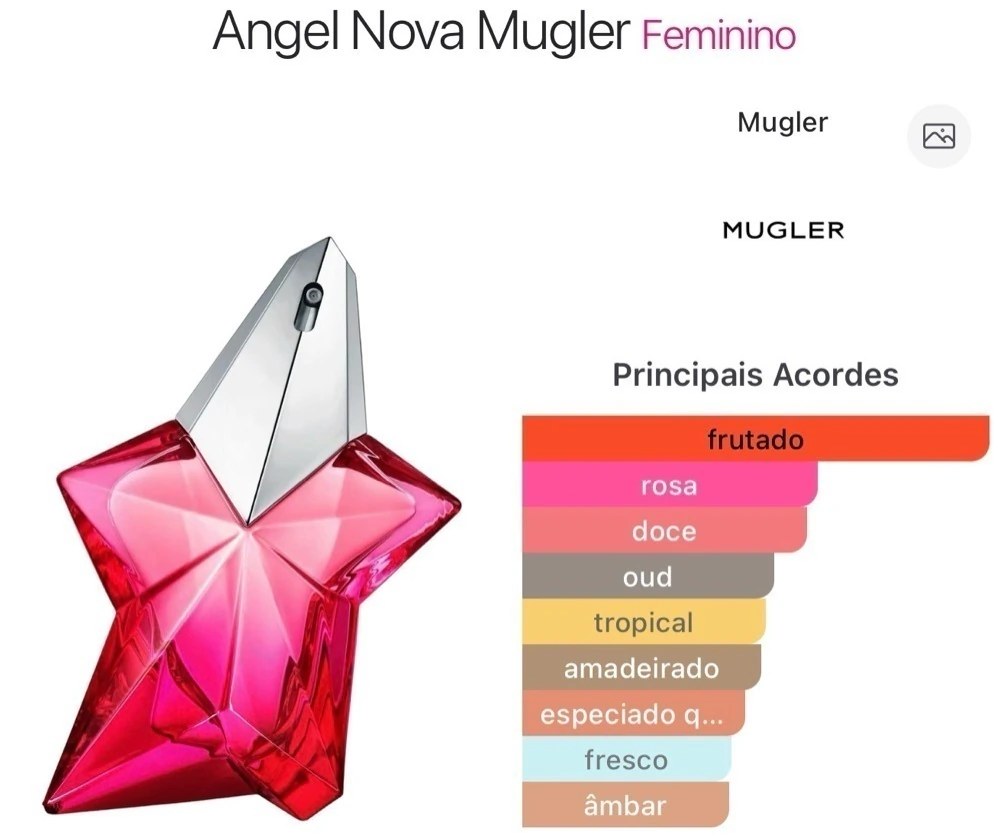 Angel Nova Mugler Feminino
Mugler
MUGLER
Principais Acordes
frutado
rosa
doce
oud
tropical
amadeirado
especiado q...
fresco
âmbar